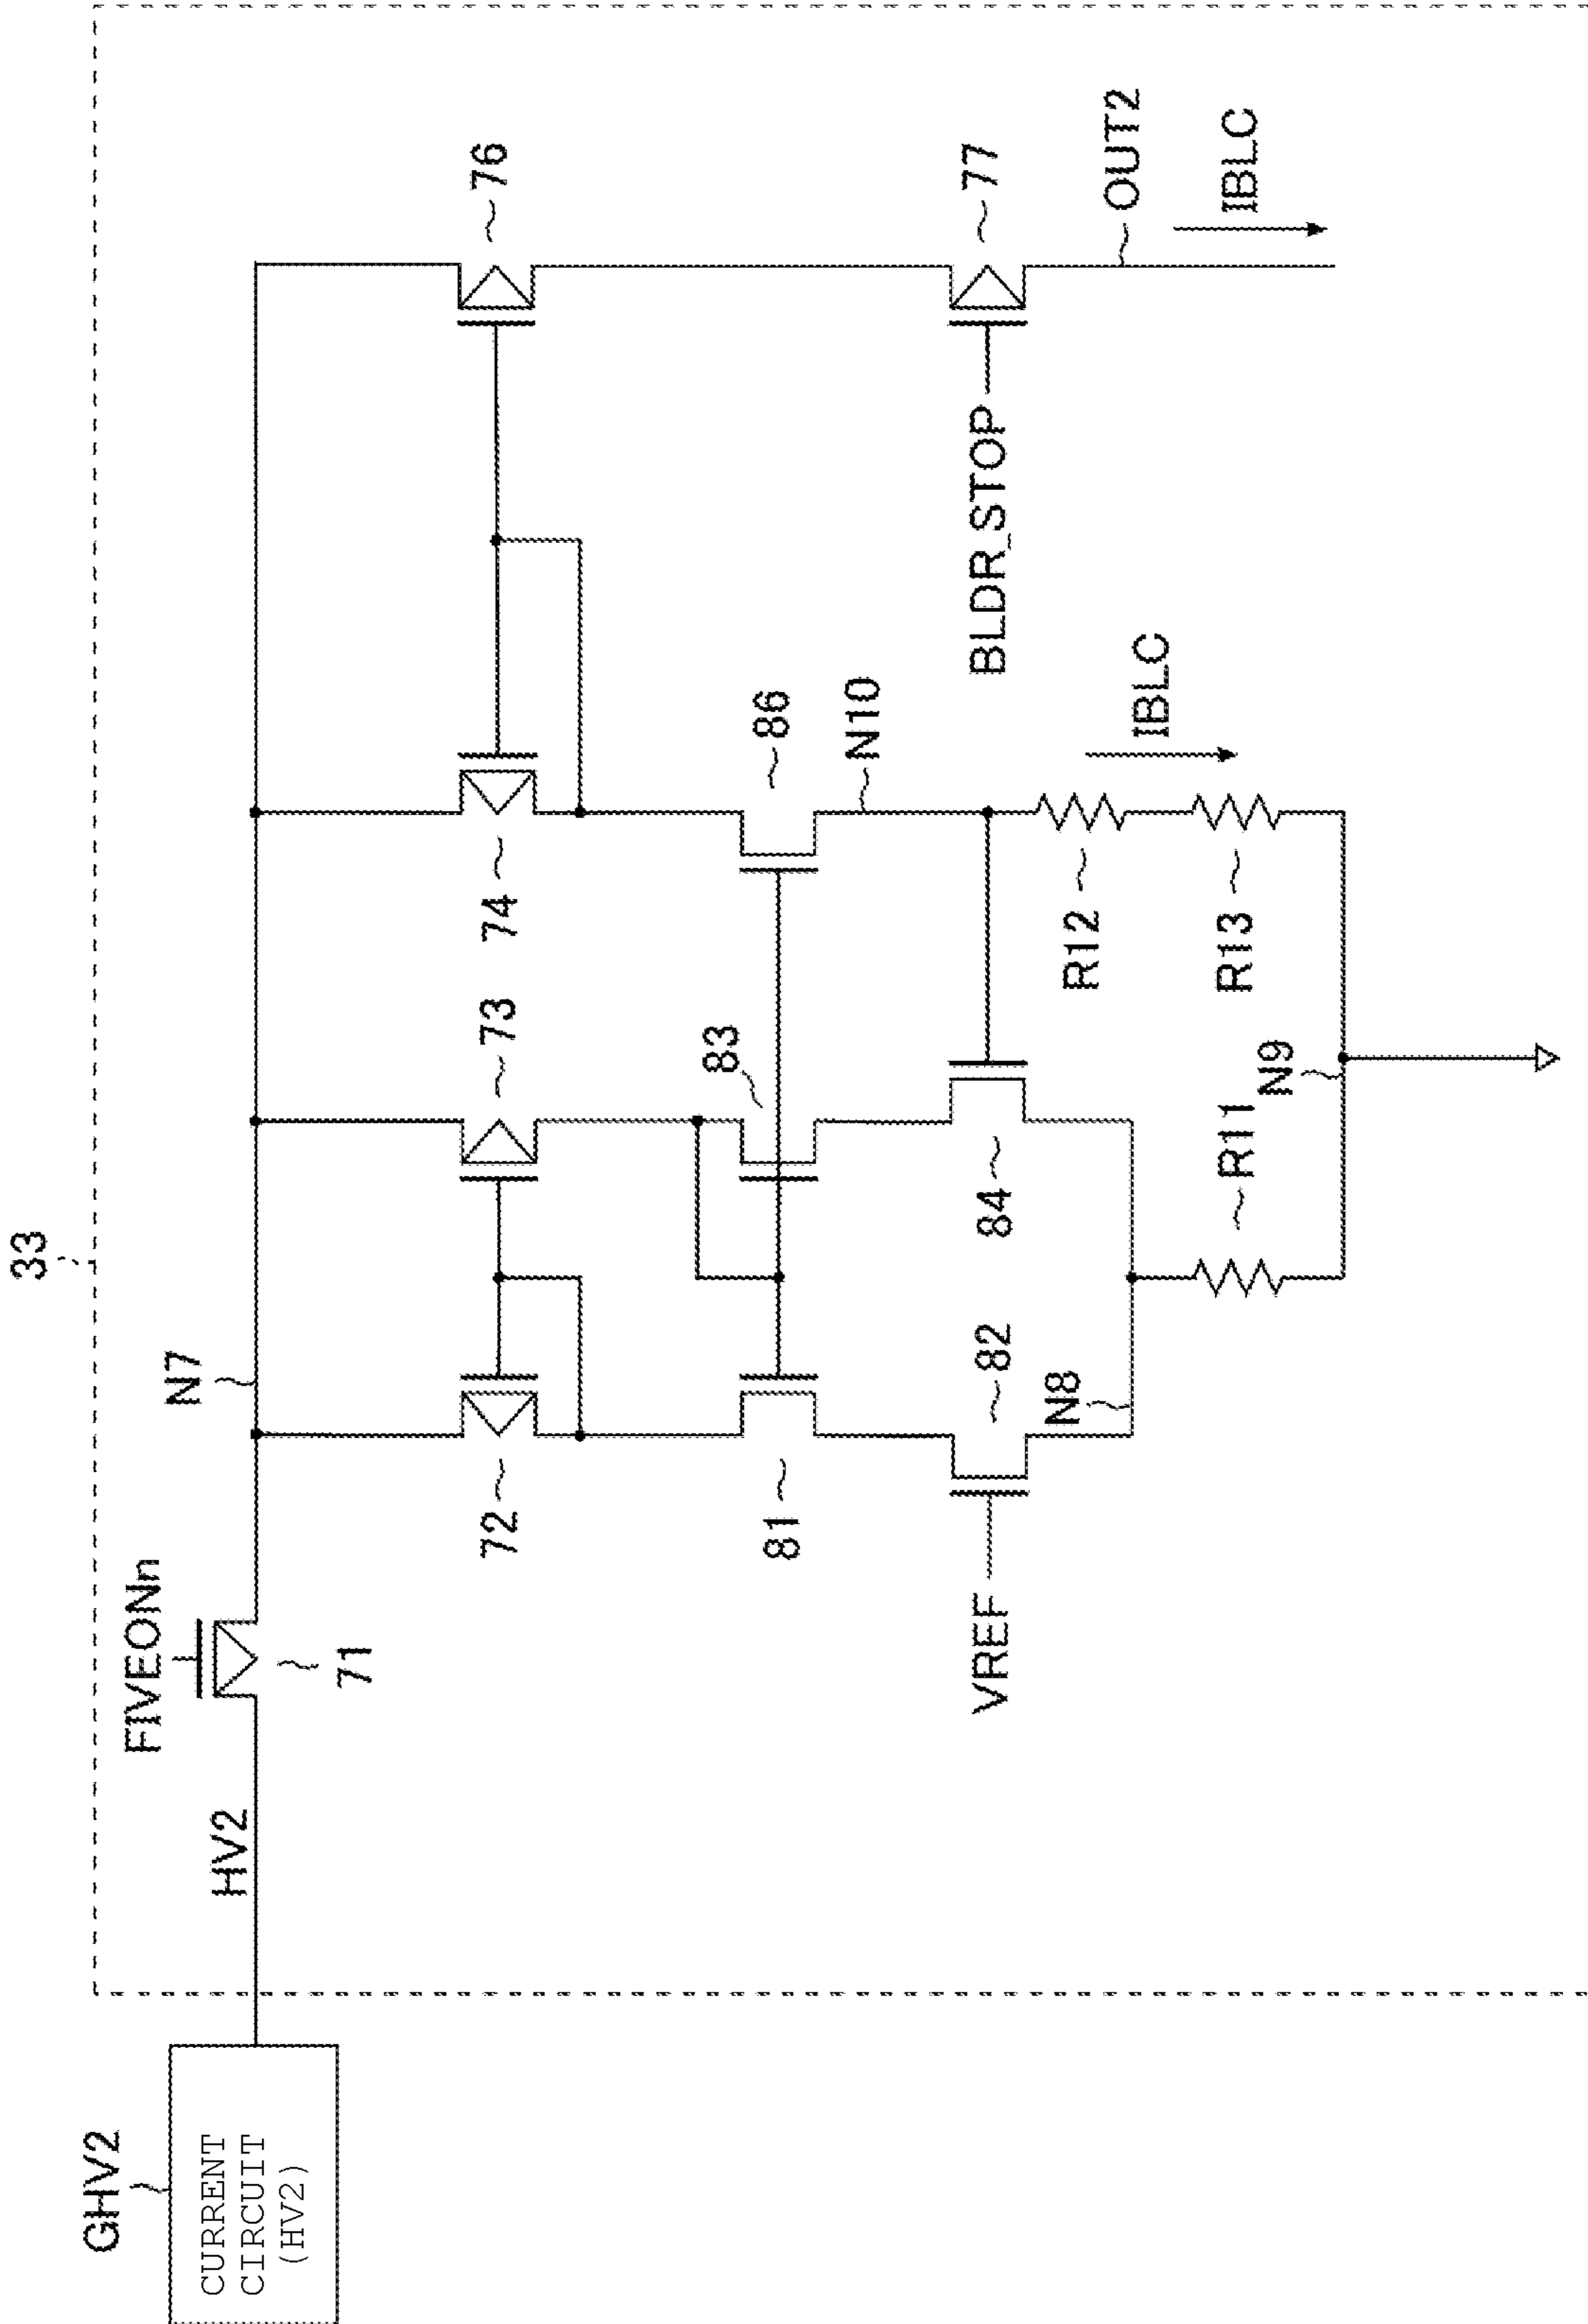 33
GHV2
CURRENT
CIRCUIT
(HV2)
HV2
FIVEONn
71
N7
72
73
74
76
81
83
86
VREF
82
84
N10
BLDR_STOP
77
N8
R11
R12
R13
IBLC
N9
OUT2
IBLC